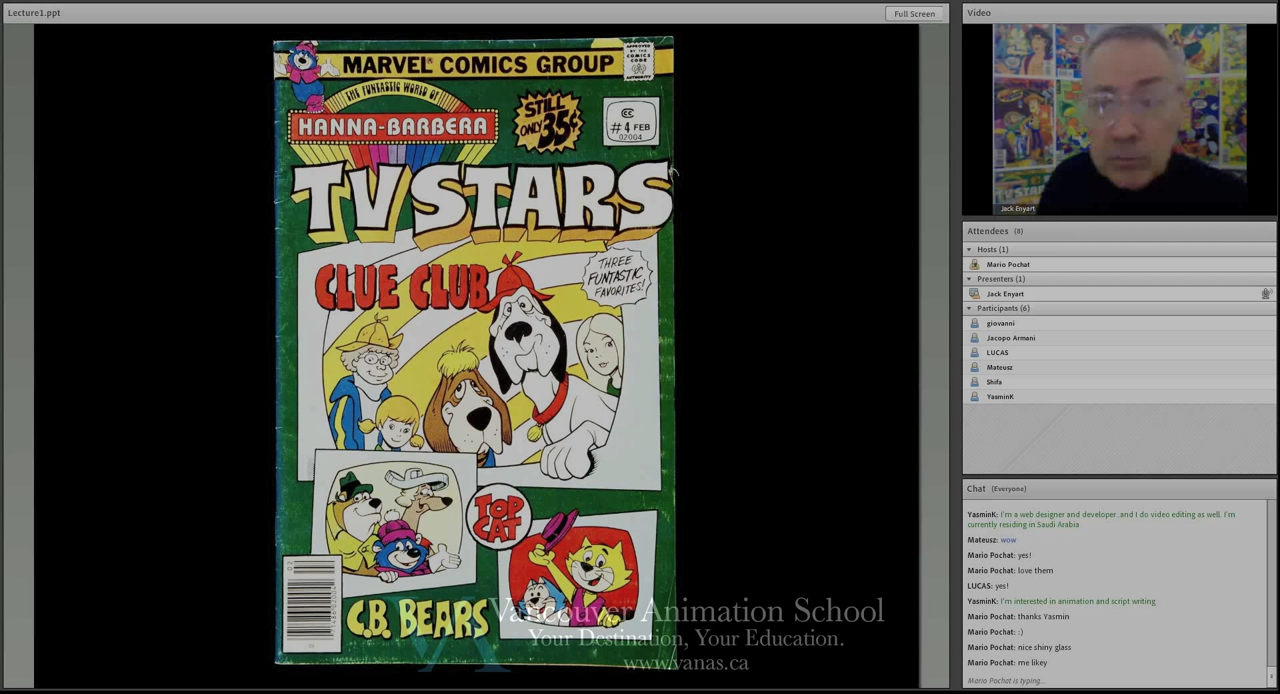 Lecture1.ppt
Full Screen
MARVEL COMICS GROUP
APPROVED
BY THE
COMICS
CODE
AUTHORITY
THE FUNTASTIC WORLD OF
HANNA-BARBERA
STILL
ONLY 35¢
CC
#4 FEB
02004
TV STARS
CLUE CLUB
THREE
FUNTASTIC
FAVORITES!
TOP
CAT
C.B. BEARS
02
Vancouver Animation School
Your Destination, Your Education.
www.vanas.ca
Video
TV STAR
Jack Enyart
Attendees (8)
Hosts (1)
Mario Pochat
Presenters (1)
Jack Enyart
Participants (6)
giovanni
Jacopo Armani
LUCAS
Mateusz
Shifa
YasminK
Chat (Everyone)
YasminK: I'm a web designer and developer..and I do video editing as well. I'm
currently residing in Saudi Arabia
Mateusz: wow
Mario Pochat: yes!
Mario Pochat: love them
LUCAS: yes!
YasminK: I'm interested in animation and script writing
Mario Pochat: thanks Yasmin
Mario Pochat: :)
Mario Pochat: nice shiny glass
Mario Pochat: me likey
Mario Pochat is typing...